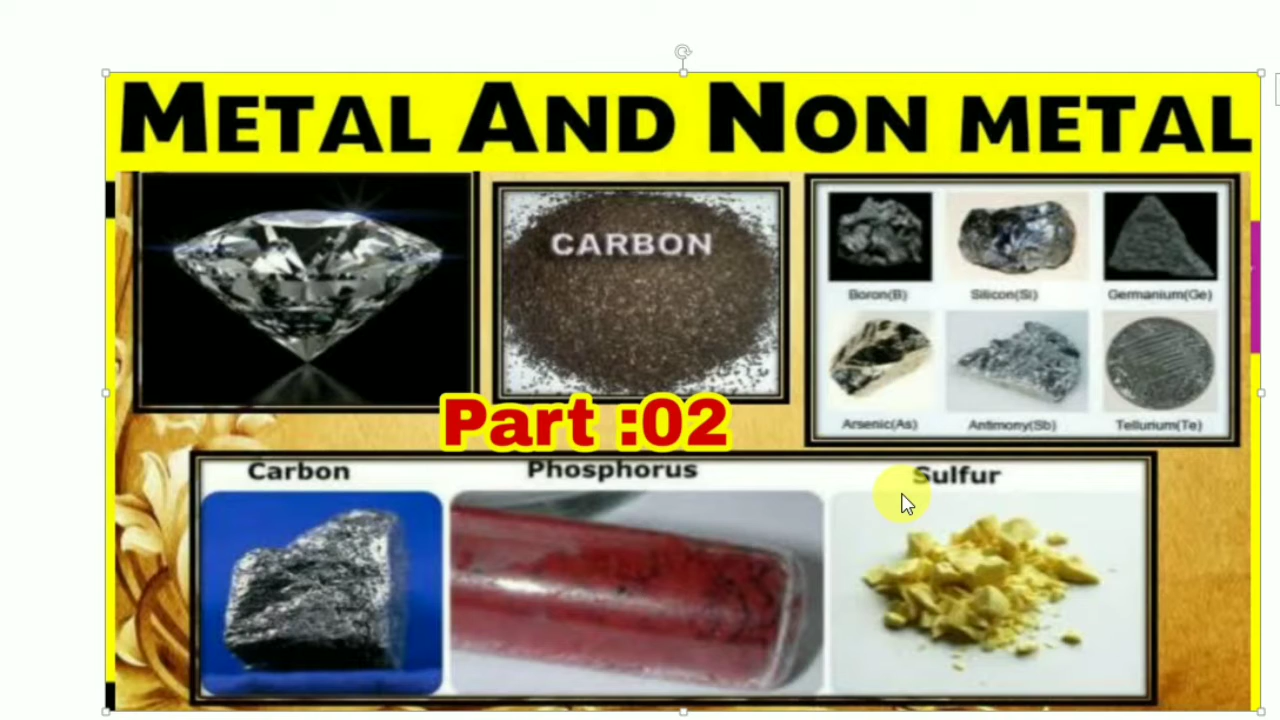 METAL AND NON METAL
CARBON
Boron(B) Silicon(Si) Germanium(Ge)
Arsenic(As) Antimony(Sb) Tellurium(Te)
Part :02
Carbon Phosphorus Sulfur